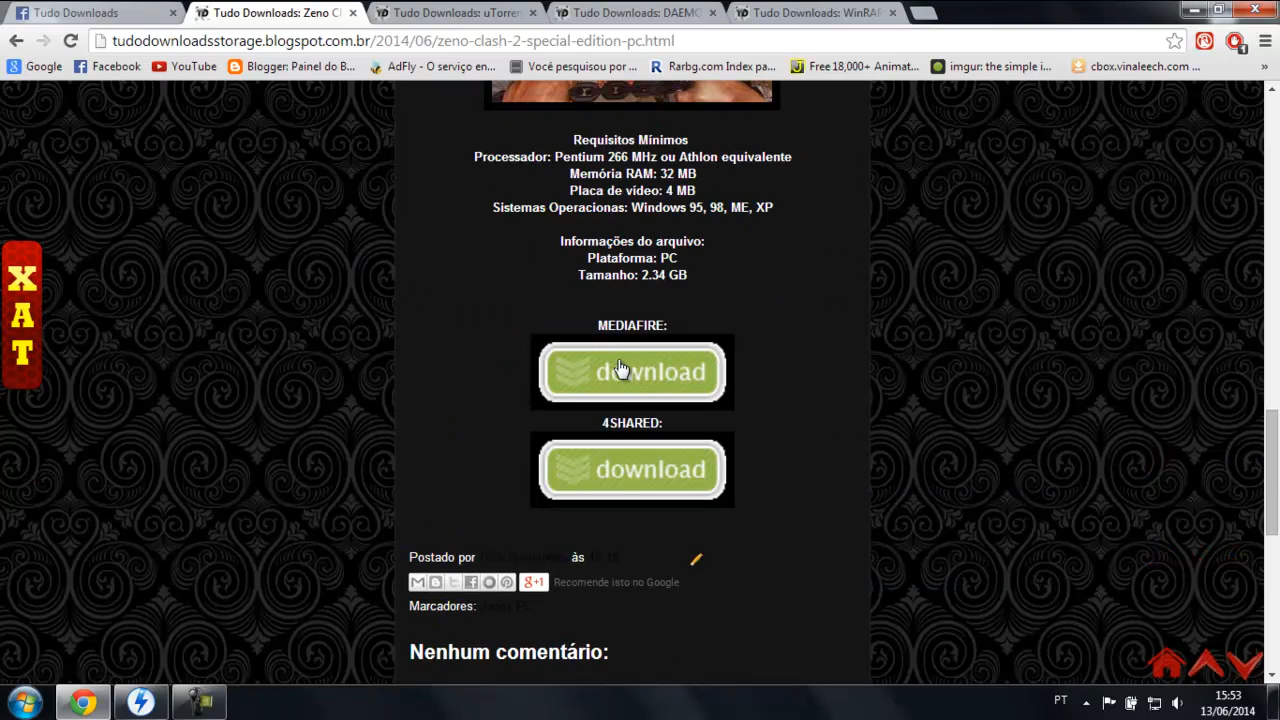 Tudo Downloads
Tudo Downloads: Zeno Cl
Tudo Downloads: uTorren
Tudo Downloads: DAEMO
Tudo Downloads: WinRAR
tudodownloadsstorage.blogspot.com.br/2014/06/zeno-clash-2-special-edition-pc.html
Google
Facebook
YouTube
Blogger: Painel do B...
AdFly - O serviço en...
Você pesquisou por ...
Rarbg.com Index pa...
Free 18,000+ Animat...
imgur: the simple i...
cbox.vinaleech.com ...
»
Requisitos Mínimos
Processador: Pentium 266 MHz ou Athlon equivalente
Memória RAM: 32 MB
Placa de vídeo: 4 MB
Sistemas Operacionas: Windows 95, 98, ME, XP
Informações do arquivo:
Plataforma: PC
Tamanho: 2.34 GB
X
A
T
MEDIAFIRE:
download
4SHARED:
download
Postado por
às
g+1 Recomende isto no Google
Marcadores: Jogos PC
Nenhum comentário:
PT
15:53
13/06/2014